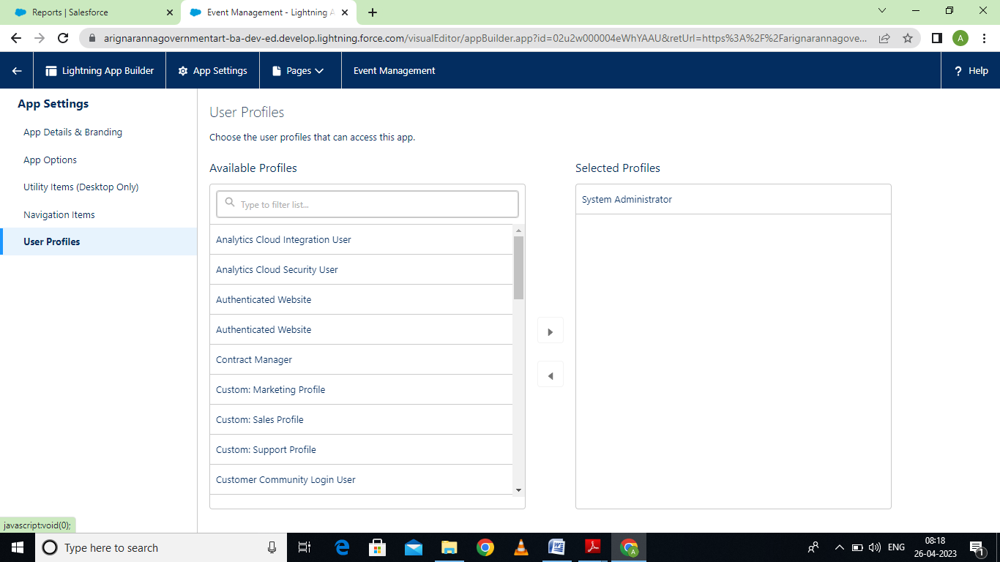 Reports | Salesforce
Event Management - Lightning A
arignarannagovernmentart-ba-dev-ed.develop.lightning.force.com/visualEditor/appBuilder.app?id=02u2w000004eWhYAAU&retUrl=https%3A%2F%2Farignarannagove...
A
Lightning App Builder
App Settings
Pages
Event Management
? Help
App Settings
App Details & Branding
App Options
Utility Items (Desktop Only)
Navigation Items
User Profiles
User Profiles
Choose the user profiles that can access this app.
Available Profiles
Type to filter list...
Analytics Cloud Integration User
Analytics Cloud Security User
Authenticated Website
Authenticated Website
Contract Manager
Custom: Marketing Profile
Custom: Sales Profile
Custom: Support Profile
Customer Community Login User
Selected Profiles
System Administrator
javascript:void(0);
Type here to search
A
ENG
08:18
26-04-2023
1